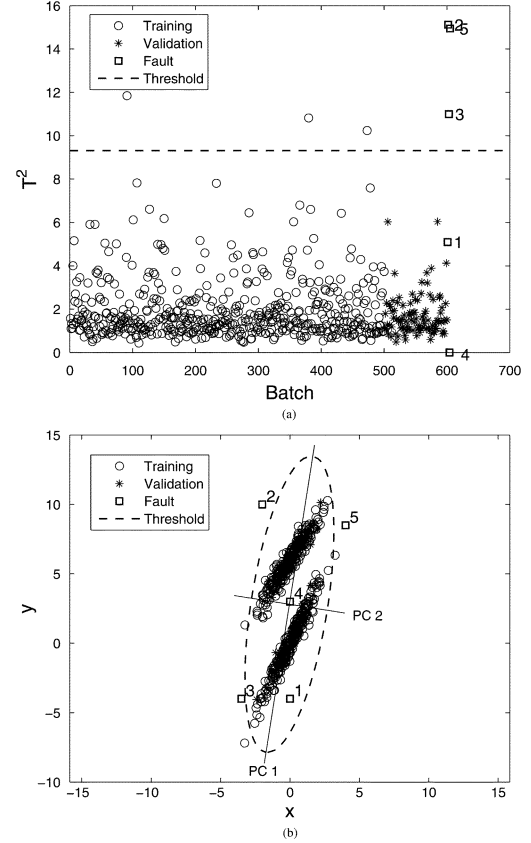 16
14
12
10
8
6
4
2
0
T²
Training
Validation
Fault
Threshold
2
5
3
1
4
0 100 200 300 400 500 600 700
Batch
(a)
15
10
5
0
−5
−10
y
Training
Validation
Fault
Threshold
2
5
4
PC 2
3
1
PC 1
−15 −10 −5 0 5 10 15
x
(b)